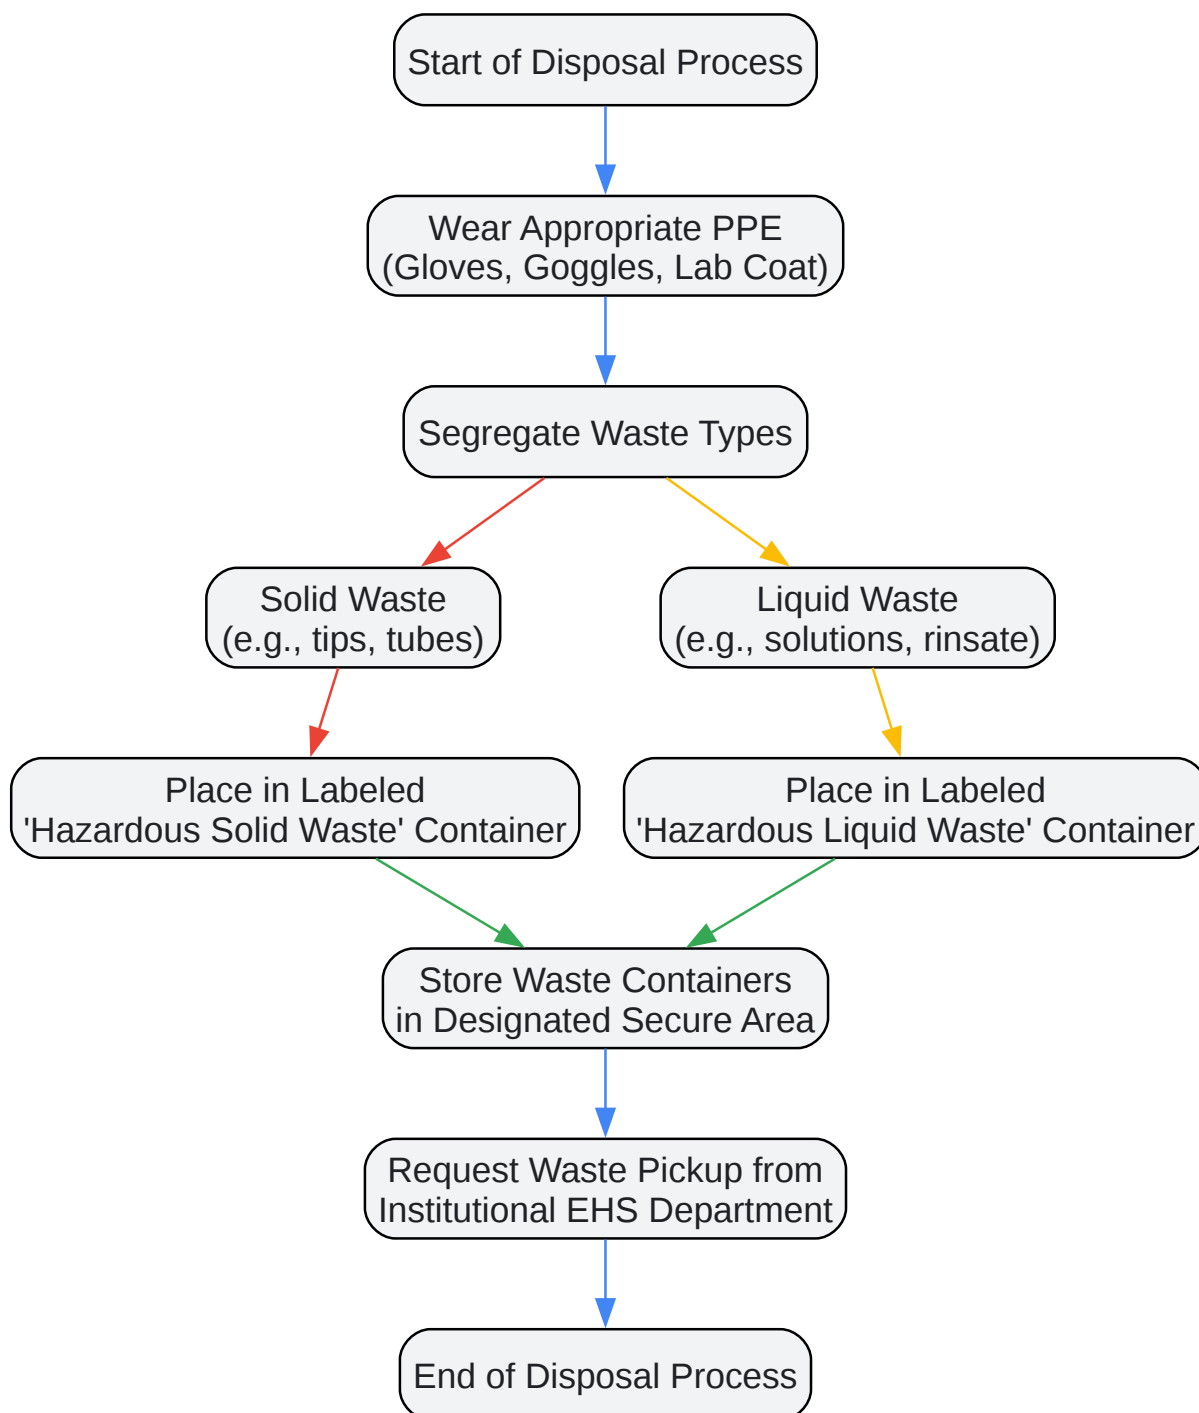 Start of Disposal Process
Wear Appropriate PPE
(Gloves, Goggles, Lab Coat)
Segregate Waste Types
Solid Waste
(e.g., tips, tubes)
Liquid Waste
(e.g., solutions, rinsate)
Place in Labeled
'Hazardous Solid Waste' Container
Place in Labeled
'Hazardous Liquid Waste' Container
Store Waste Containers
in Designated Secure Area
Request Waste Pickup from
Institutional EHS Department
End of Disposal Process